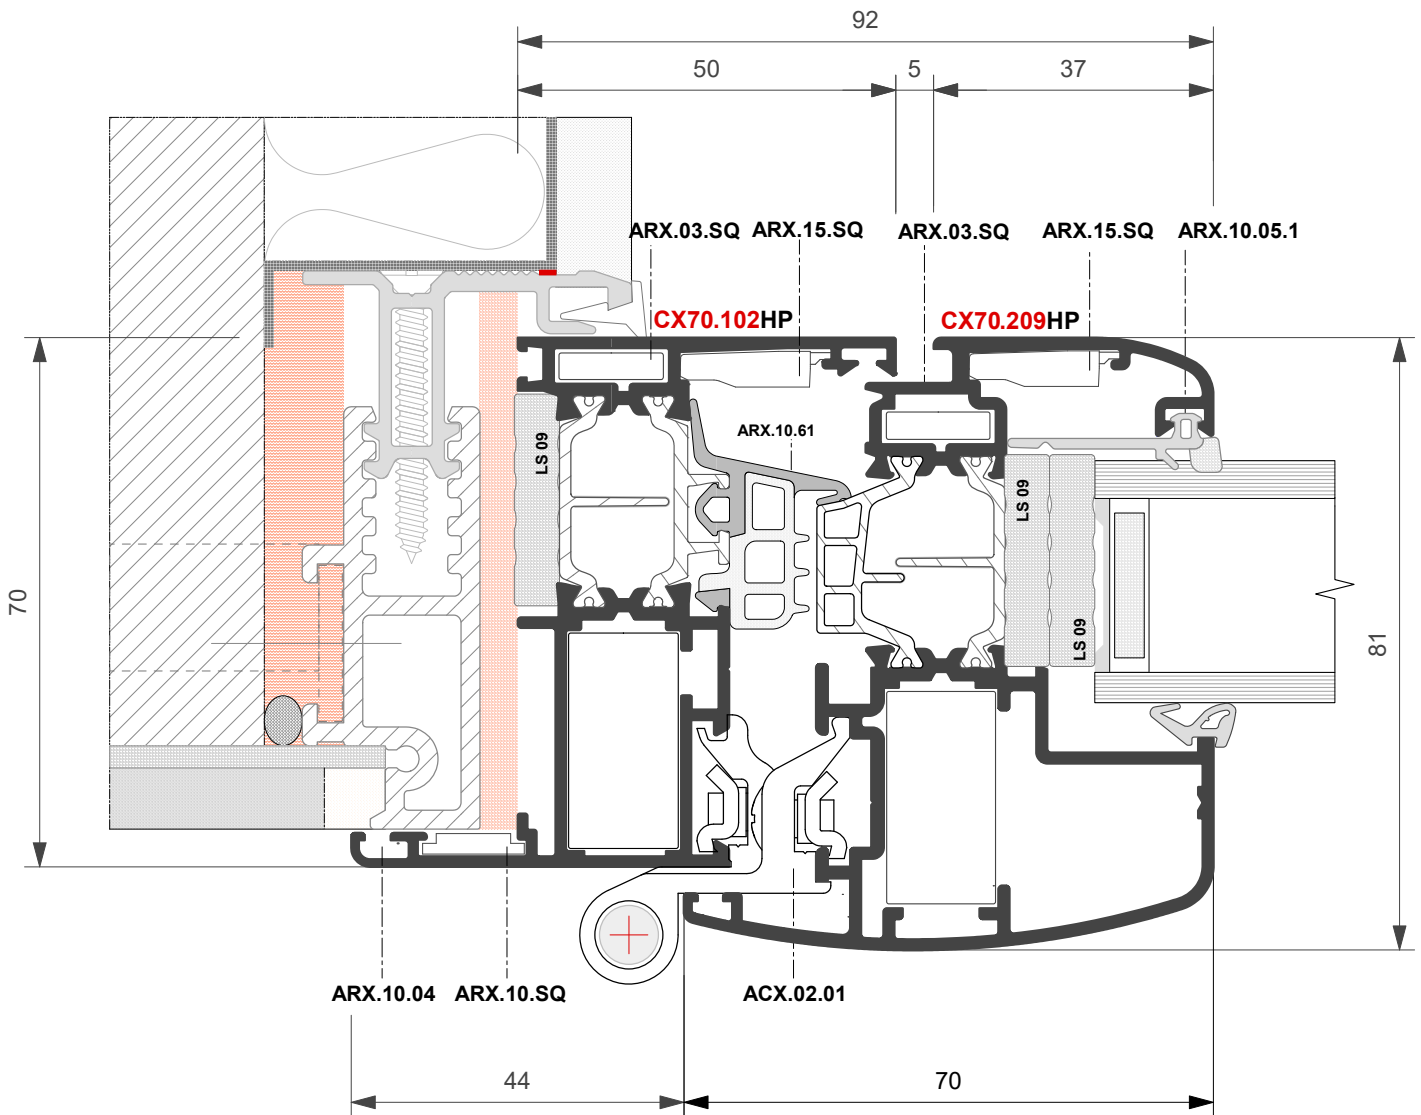 92
50
5
37
ARX.03.SQ
ARX.15.SQ
ARX.03.SQ
ARX.15.SQ
ARX.10.05.1
CX70.102HP
CX70.209HP
ARX.10.61
LS 09
LS 09
LS 09
70
81
ARX.10.04
ARX.10.SQ
ACX.02.01
44
70